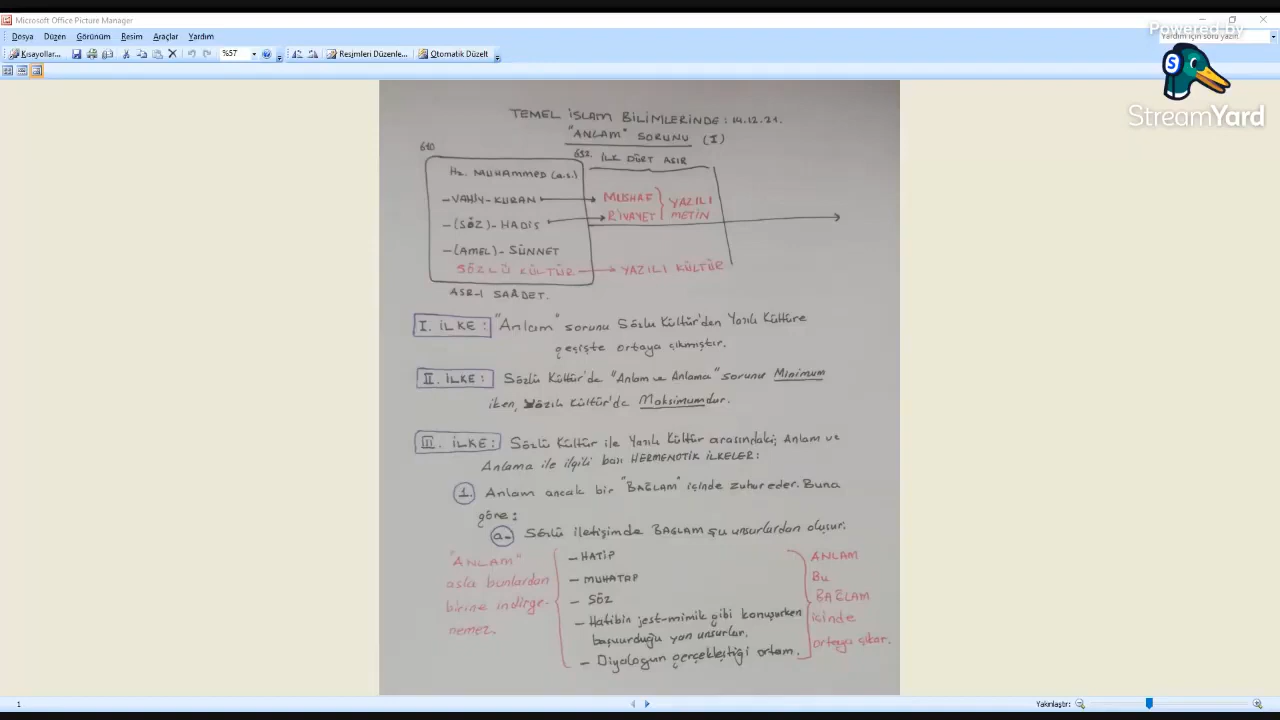 Microsoft Office Picture Manager
Dosya Düzen Görünüm Resim Araçlar Yardım
Yardım için soru yazın
Powered by
StreamYard
Kısayollar... %57 Resimleri Düzenle... Otomatik Düzelt
TEMEL İSLAM BİLİMLERİNDE: 14.12.21.
"ANLAM" SORUNU (I)
610 632. İLK DÖRT ASIR
Hz. MUHAMMED (a.s.)
-VAHİY-KURAN MUSHAF
-(SÖZ)-HADİS RİVAYET
YAZILI METİN
-(AMEL)-SÜNNET
SÖZLÜ KÜLTÜR YAZILI KÜLTÜR
ASR-I SAÂDET.
I. İLKE: "Anlam" sorunu Sözlü Kültür'den Yazılı Kültüre
geçişte ortaya çıkmıştır.
II. İLKE: Sözlü Kültür'de "Anlam ve Anlama" sorunu Minimum
iken, Yazılı Kültür'de Maksimumdur.
III. İLKE: Sözlü Kültür ile Yazılı Kültür arasındaki; Anlam ve
Anlama ile ilgili bazı HERMENOTİK İLKELER:
1. Anlam ancak bir "BAĞLAM" içinde zuhur eder. Buna
göre:
a- Sözlü iletişimde BAĞLAM şu unsurlardan oluşur:
"ANLAM"
asla bunlardan
birine indirge-
nemez.
- HATİP
- MUHATAP
- SÖZ
- Hatibin jest-mimik gibi konuşurken
başvurduğu yan unsurlar.
- Diyaloğun gerçekleştiği ortam.
ANLAM
Bu
BAĞLAM
içinde
ortaya çıkar.
1 Yakınlaştır: